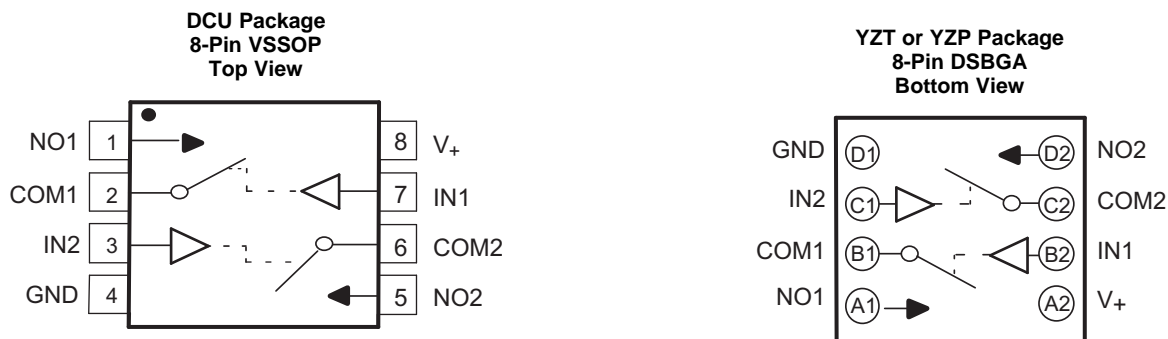 DCU Package
8-Pin VSSOP
Top View
NO1 1 8 V+
COM1 2 7 IN1
IN2 3 6 COM2
GND 4 5 NO2
YZT or YZP Package
8-Pin DSBGA
Bottom View
GND D1 D2 NO2
IN2 C1 C2 COM2
COM1 B1 B2 IN1
NO1 A1 A2 V+